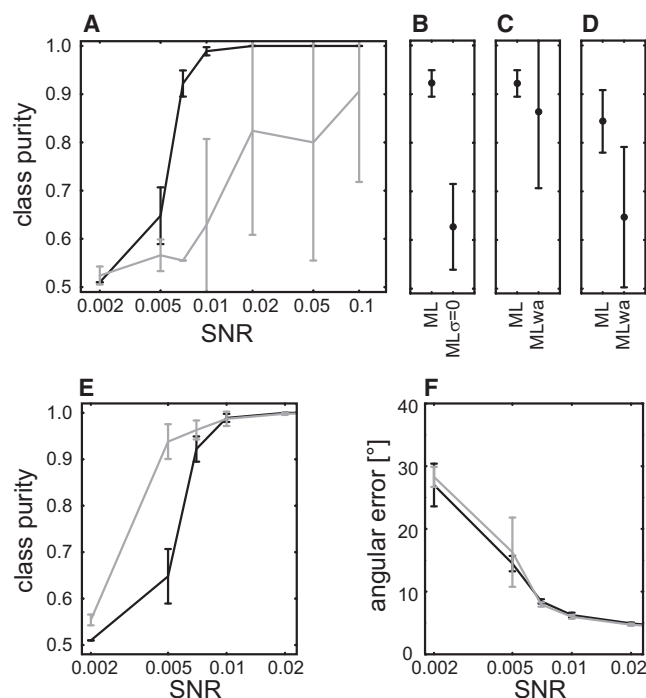 A
B
C
D
1.0
0.9
0.8
0.7
0.6
0.5
class purity
0.002 0.005 0.01 0.02 0.05 0.1
SNR
ML
MLσ=0
ML
MLwa
ML
MLwa
E
F
1.0
0.9
0.8
0.7
0.6
0.5
class purity
0.002 0.005 0.01 0.02
SNR
40
30
20
10
0
angular error [°]
0.002 0.005 0.01 0.02
SNR